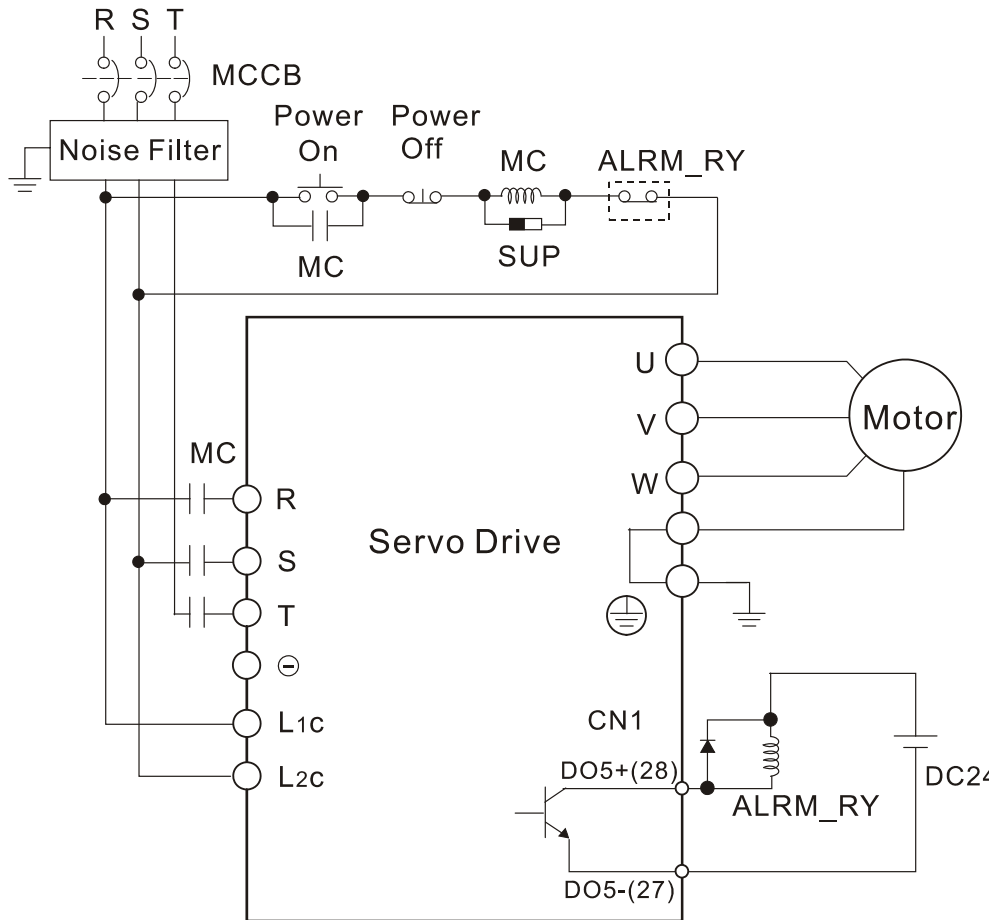 R S T
MCCB
Noise Filter
Power
On
Power
Off
MC
ALRM_RY
MC
SUP
U
V
W
Motor
MC
R
S
T
Servo Drive
⊖
L1c
L2c
CN1
DO5+(28)
DO5-(27)
ALRM_RY
DC24